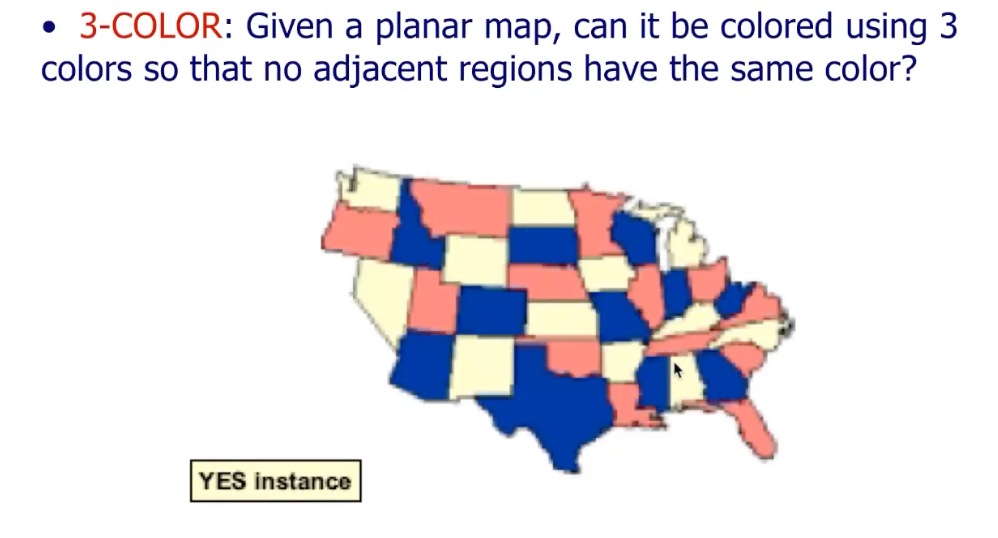 • 3-COLOR: Given a planar map, can it be colored using 3
colors so that no adjacent regions have the same color?
YES instance